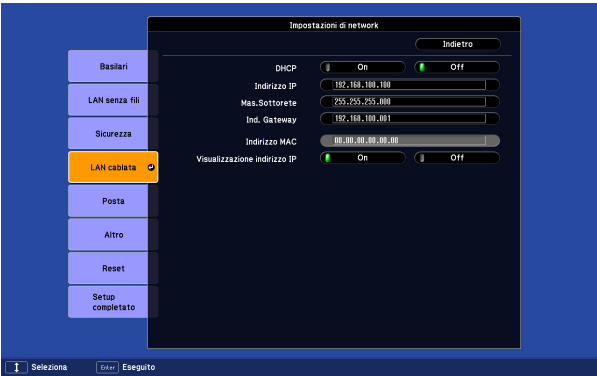 Impostazioni di network
Indietro
Basilari
LAN senza fili
Sicurezza
LAN cablata
Posta
Altro
Reset
Setup
completato
DHCP On Off
Indirizzo IP 192.168.100.100
Mas.Sottorete 255.255.255.000
Ind. Gateway 192.168.100.001
Indirizzo MAC 00.00.00.00.00.00
Visualizzazione indirizzo IP On Off
Seleziona Enter Eseguito